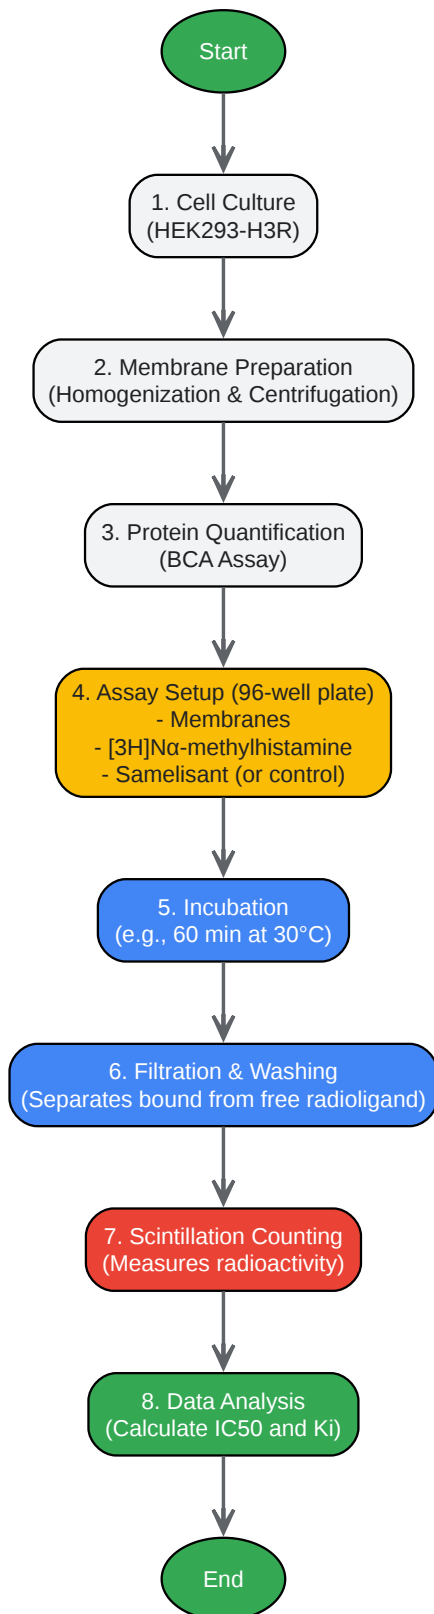 Start
1. Cell Culture
(HEK293-H3R)
2. Membrane Preparation
(Homogenization & Centrifugation)
3. Protein Quantification
(BCA Assay)
4. Assay Setup (96-well plate)
- Membranes
- [3H]Nα-methylhistamine
- Samelisant (or control)
5. Incubation
(e.g., 60 min at 30°C)
6. Filtration & Washing
(Separates bound from free radioligand)
7. Scintillation Counting
(Measures radioactivity)
8. Data Analysis
(Calculate IC50 and Ki)
End